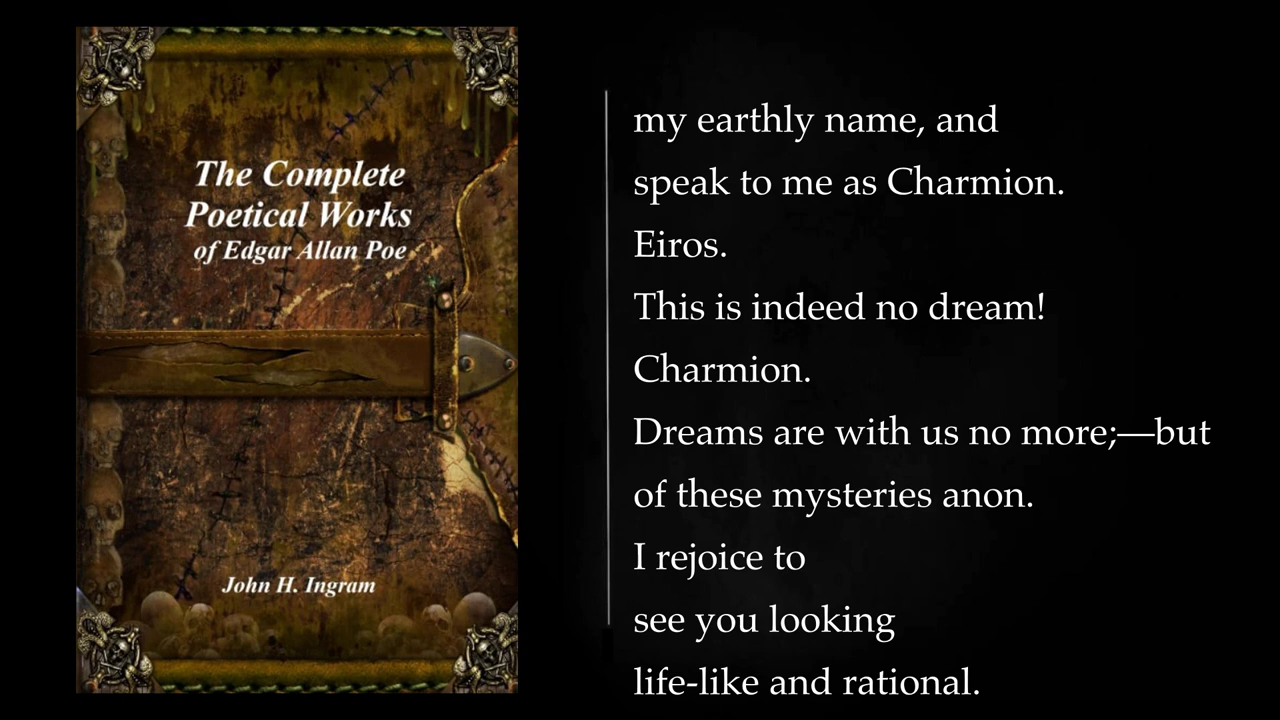 The Complete
Poetical Works
of Edgar Allan Poe
John H. Ingram
my earthly name, and
speak to me as Charmion.
Eiros.
This is indeed no dream!
Charmion.
Dreams are with us no more;—but
of these mysteries anon.
I rejoice to
see you looking
life-like and rational.